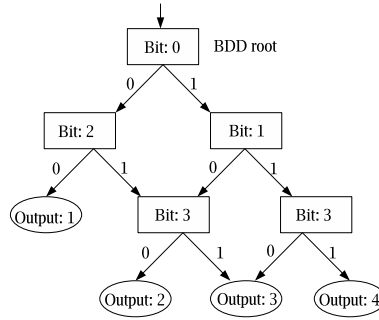 Bit: 0 BDD root
0 1
Bit: 2 Bit: 1
0 1 0 1
Output: 1 Bit: 3 Bit: 3
0 1 0 1
Output: 2 Output: 3 Output: 4